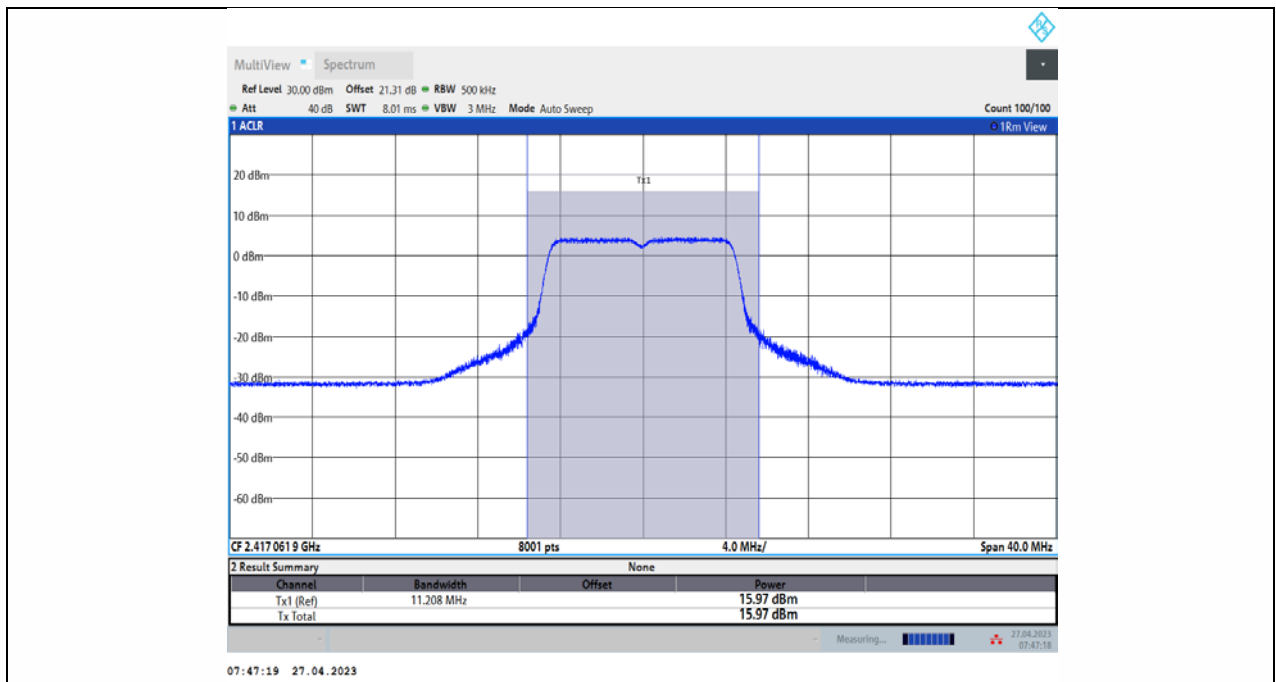 R&S
MultiView Spectrum
Ref Level 30.00 dBm Offset 21.31 dB RBW 500 kHz
Att 40 dB SWT 8.01 ms VBW 3 MHz Mode Auto Sweep Count 100/100
1 ACLR 1Rm View
Tx1
20 dBm
10 dBm
0 dBm
-10 dBm
-20 dBm
-30 dBm
-40 dBm
-50 dBm
-60 dBm
CF 2.417 061 9 GHz 8001 pts 4.0 MHz/ Span 40.0 MHz
2 Result Summary None
Channel Bandwidth Offset Power
Tx1 (Ref) 11.208 MHz 15.97 dBm
Tx Total 15.97 dBm
Measuring... 27.04.2023
07:47:18
07:47:19 27.04.2023